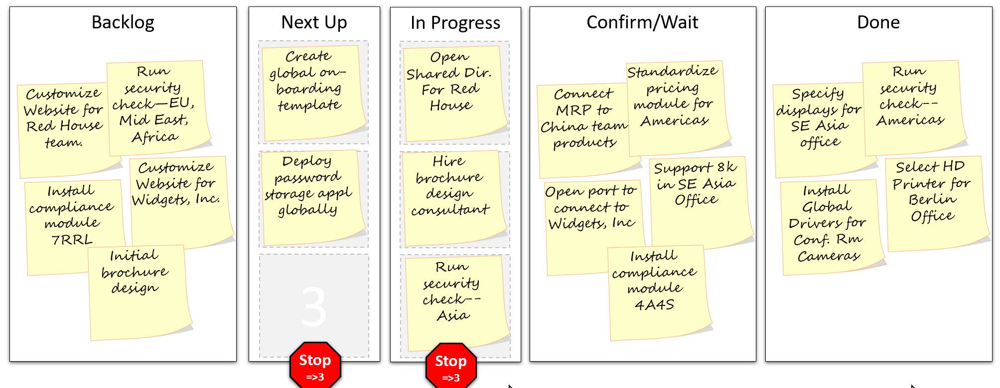 Backlog
Customize
Website for
Red House
team.
Run
security
check—EU,
Mid East,
Africa
Customize
Website for
Widgets, Inc.
Install
compliance
module
7RRL
Initial
brochure
design
Next Up
Create
global on-
boarding
template
Deploy
password
storage appl
globally
3
Stop
=>3
In Progress
Open
Shared Dir.
For Red
House
Hire
brochure
design
consultant
Run
security
check--
Asia
Stop
=>3
Confirm/Wait
Connect
MRP to
China team
products
Standardize
pricing
module for
Americas
Open port to
connect to
Widgets, Inc
Support 8k
in SE Asia
Office
Install
compliance
module
4A4S
Done
Specify
displays for
SE Asia
office
Run
security
check--
Americas
Install
Global
Drivers for
Conf. Rm
Cameras
Select HD
Printer for
Berlin
Office